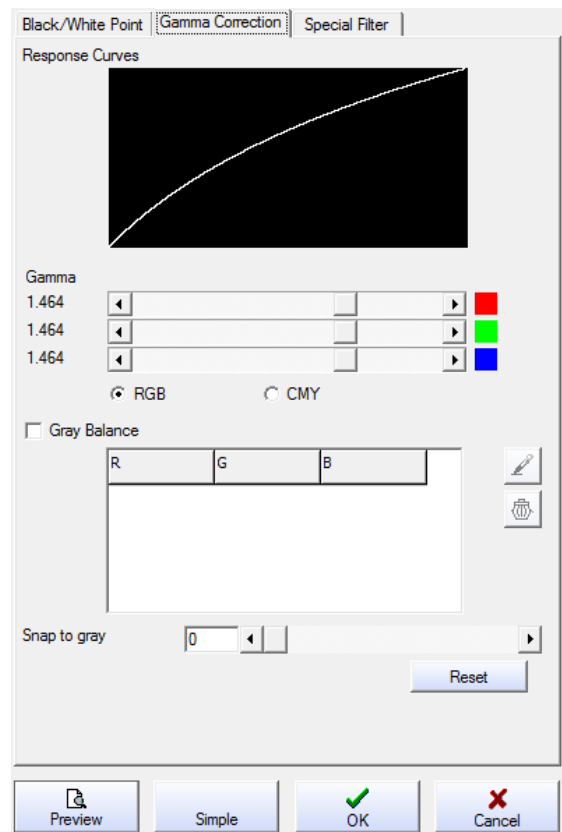 Black/White Point Gamma Correction Special Filter
Response Curves
Gamma
1.464
1.464
1.464
RGB CMY
Gray Balance
R G B
Snap to gray 0
Reset
Preview Simple OK Cancel